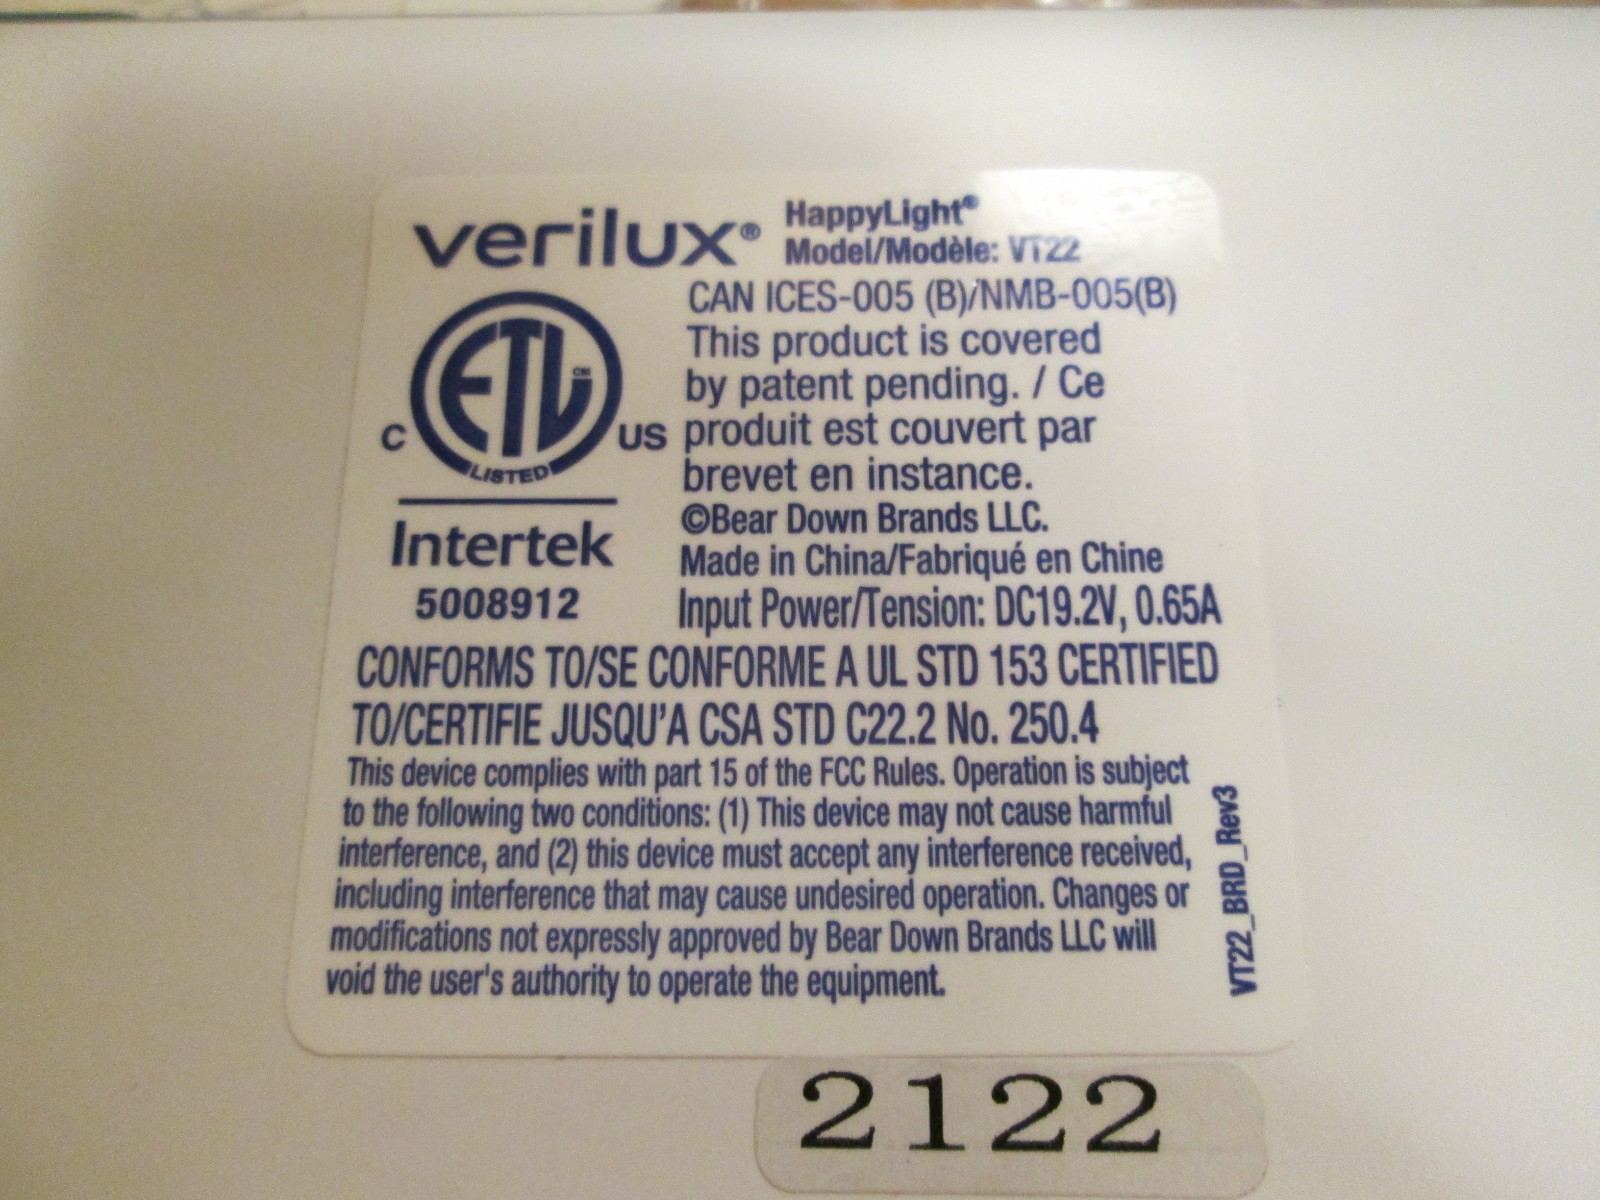 verilux®
HappyLight®
Model/Modèle: VT22
CAN ICES-005 (B)/NMB-005(B)
This product is covered
by patent pending. / Ce
produit est couvert par
brevet en instance.
©Bear Down Brands LLC.
Made in China/Fabriqué en Chine
Input Power/Tension: DC19.2V, 0.65A
C
ETL CM
LISTED
US
Intertek
5008912
CONFORMS TO/SE CONFORME A UL STD 153 CERTIFIED
TO/CERTIFIE JUSQU'A CSA STD C22.2 No. 250.4
This device complies with part 15 of the FCC Rules. Operation is subject
to the following two conditions: (1) This device may not cause harmful
interference, and (2) this device must accept any interference received,
including interference that may cause undesired operation. Changes or
modifications not expressly approved by Bear Down Brands LLC will
void the user's authority to operate the equipment.
VT22_BRD_Rev3
2122